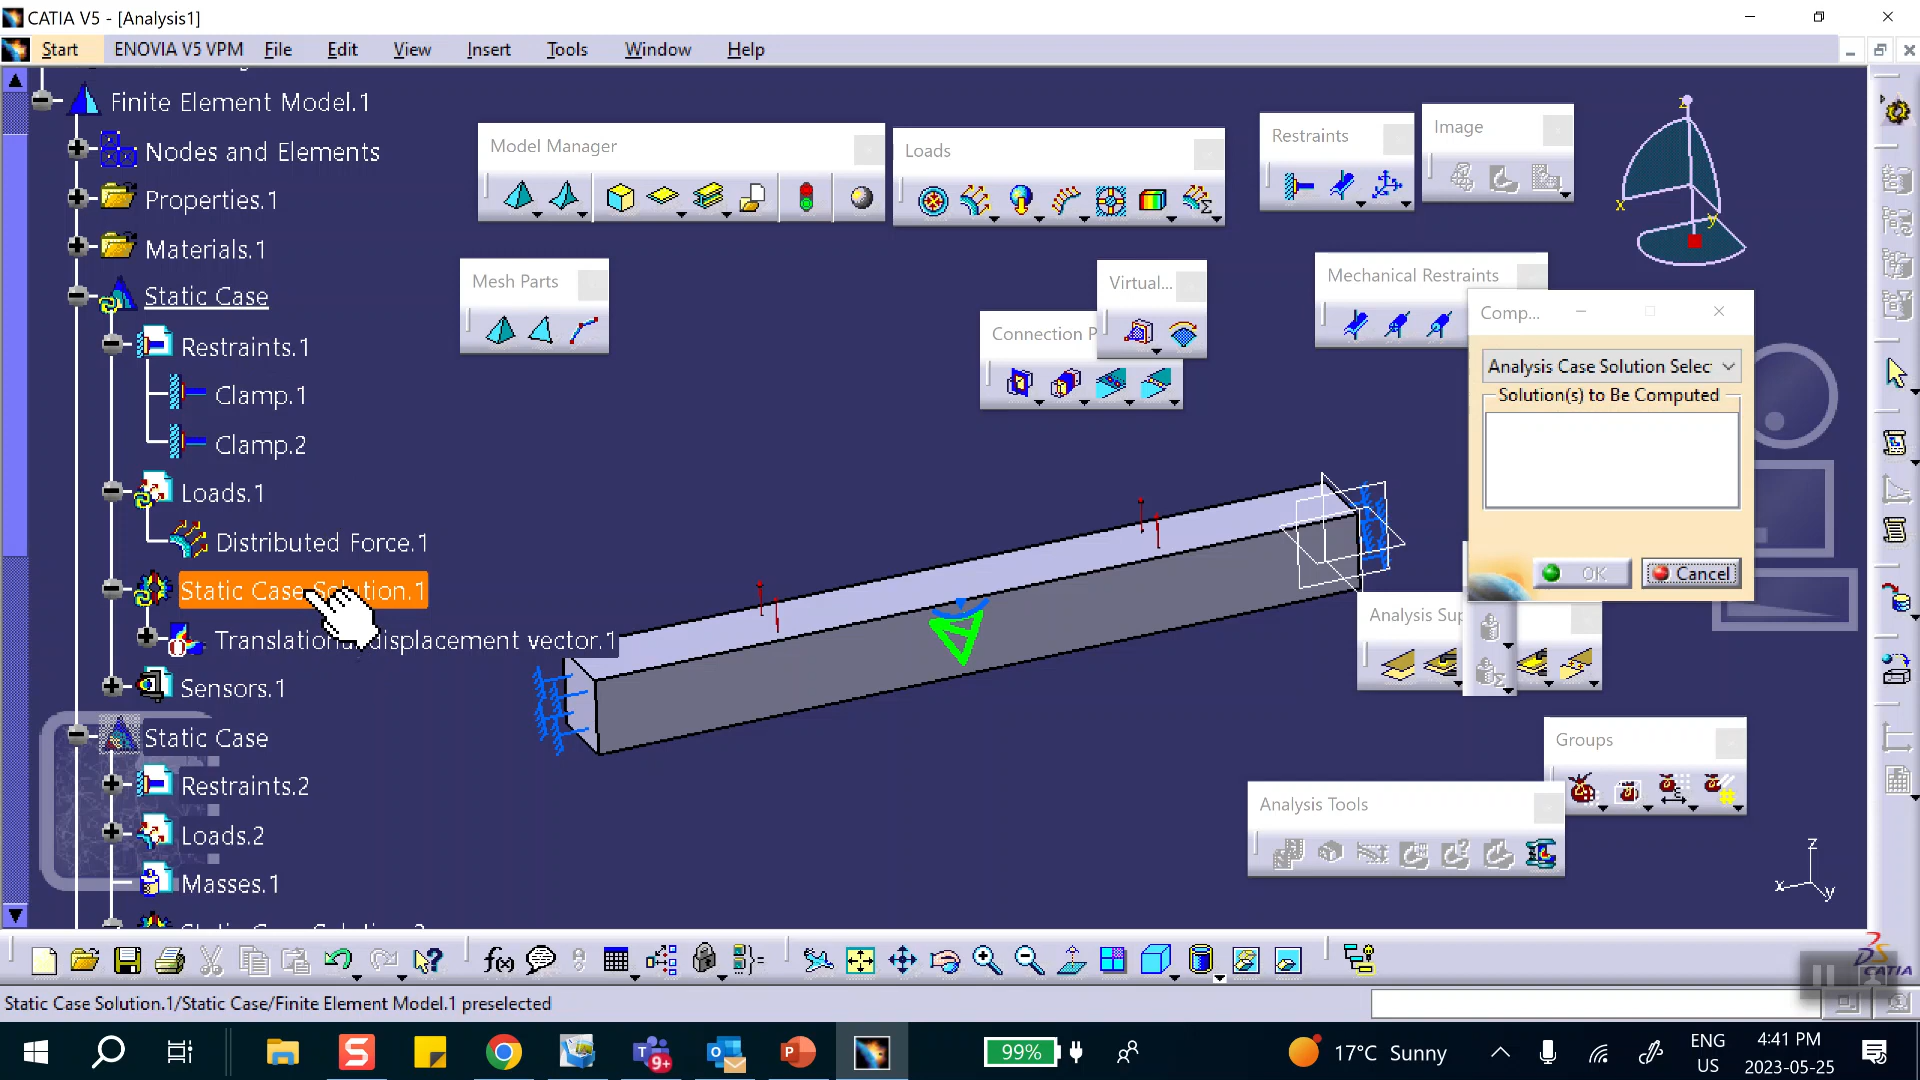 CATIA V5 - [Analysis1]
Start ENOVIA V5 VPM File Edit View Insert Tools Window Help
Finite Element Model.1
Nodes and Elements
Properties.1
Materials.1
Static Case
Restraints.1
Clamp.1
Clamp.2
Loads.1
Distributed Force.1
Static Case Solution.1
Translational displacement vector.1
Sensors.1
Static Case
Restraints.2
Loads.2
Masses.1
Model Manager
Loads
Restraints
Image
Mesh Parts
Virtual...
Connection P
Mechanical Restraints
z
x
y
Comp...
Analysis Case Solution Selec
Solution(s) to Be Computed
OK
Cancel
Analysis Sup
Groups
Analysis Tools
z
x
y
f(x)
CATIA
Static Case Solution.1/Static Case/Finite Element Model.1 preselected
99%
17°C Sunny
ENG
US
4:41 PM
2023-05-25
9+